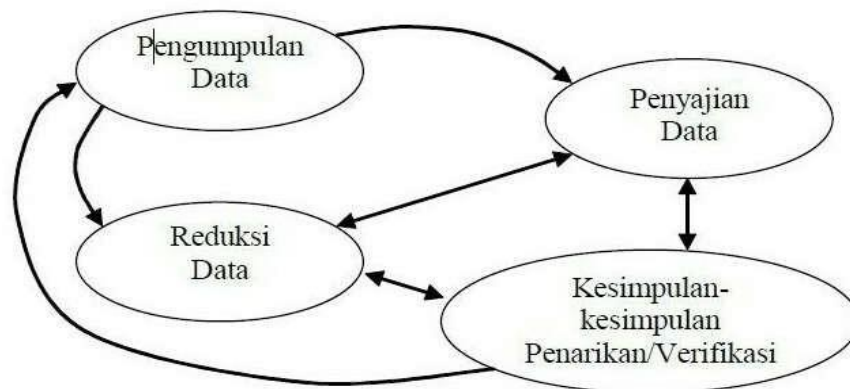 Pengumpulan
Data
Penyajian
Data
Reduksi
Data
Kesimpulan-
kesimpulan
Penarikan/Verifikasi